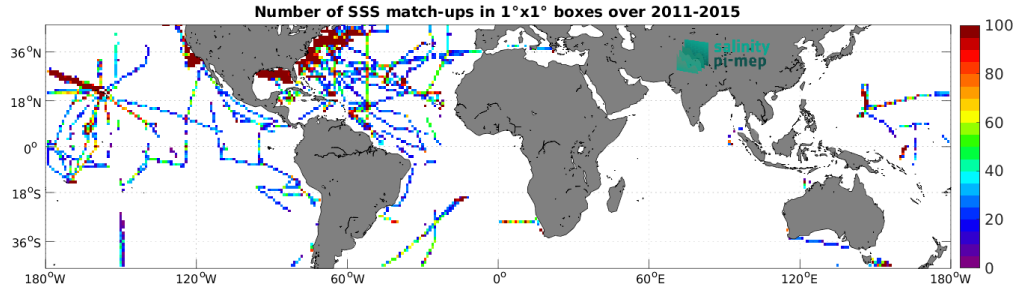 Number of SSS match-ups in 1°x1° boxes over 2011-2015
100
36°N
salinity
pi-mep
80
18°N
60
0°
40
18°S
20
36°S
0
180°W 120°W 60°W 0° 60°E 120°E 180°W